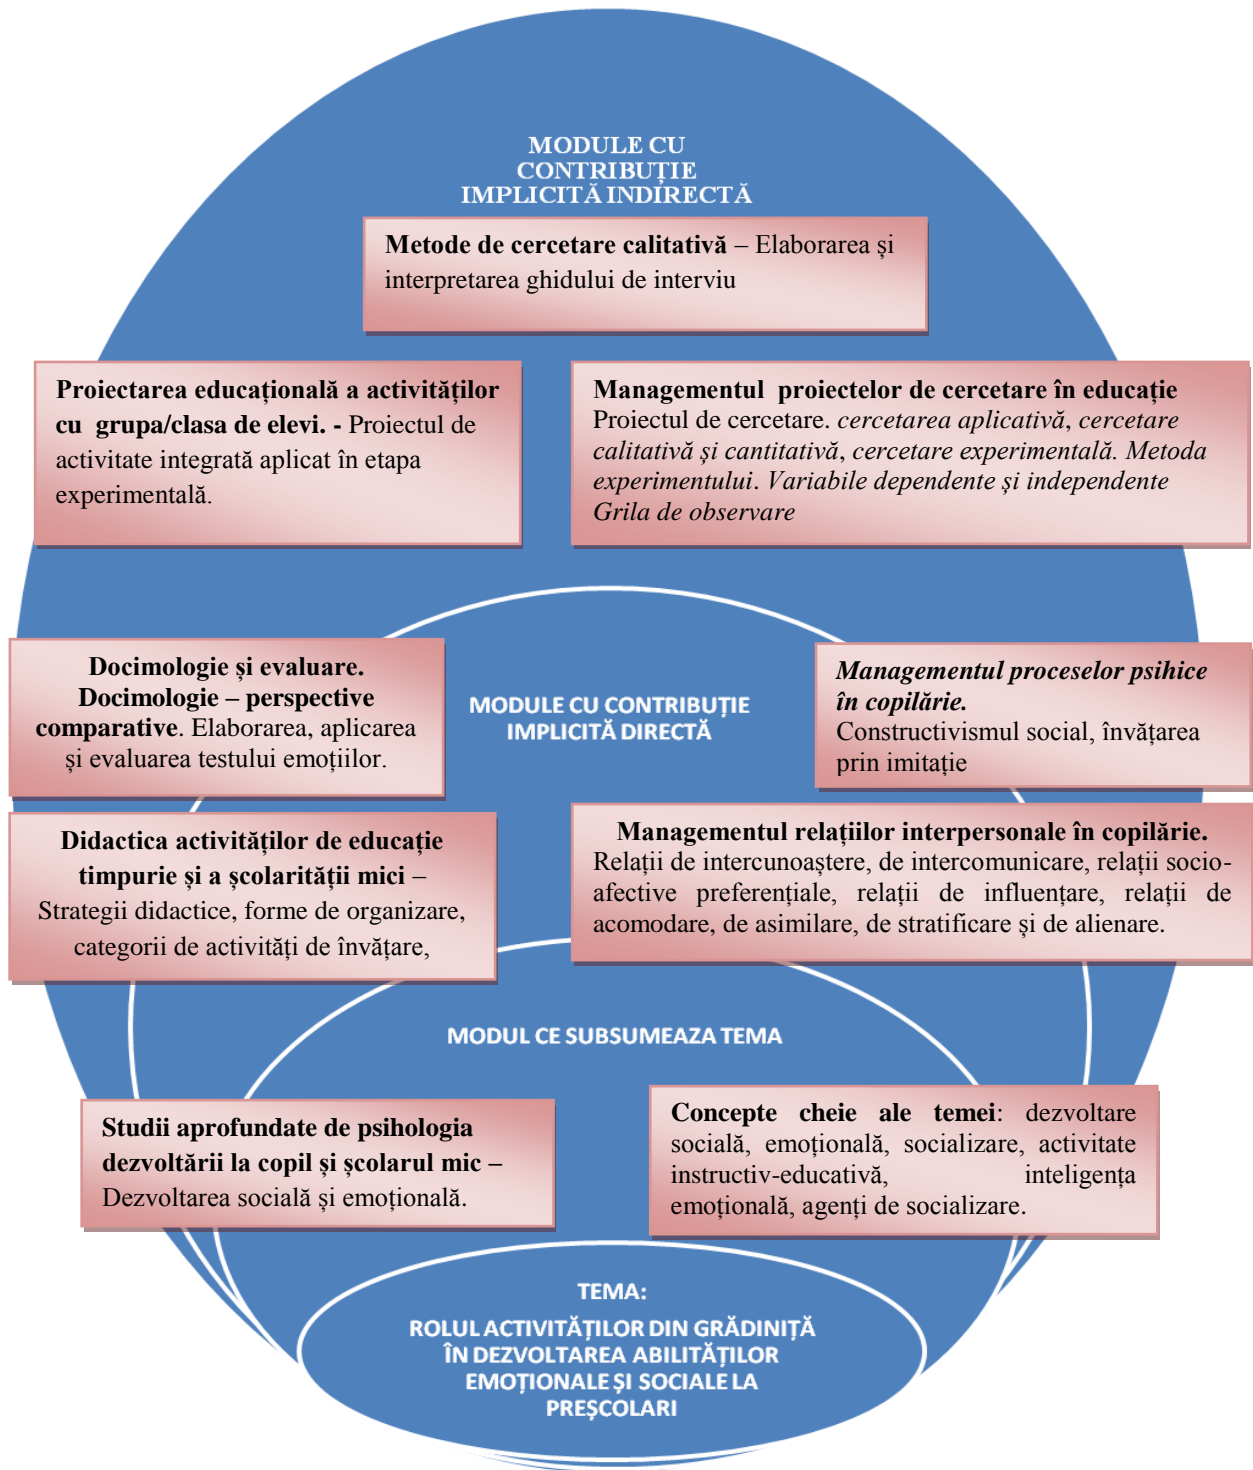 MODULE CU
CONTRIBUȚIE
IMPLICITĂ INDIRECTĂ
Metode de cercetare calitativă – Elaborarea și
interpretarea ghidului de interviu
Proiectarea educațională a activităților
cu grupa/clasa de elevi. - Proiectul de
activitate integrată aplicat în etapa
experimentală.
Managementul proiectelor de cercetare în educație
Proiectul de cercetare. cercetarea aplicativă, cercetare
calitativă și cantitativă, cercetare experimentală. Metoda
experimentului. Variabile dependente și independente
Grila de observare
MODULE CU CONTRIBUȚIE
IMPLICITĂ DIRECTĂ
Docimologie și evaluare.
Docimologie – perspective
comparative. Elaborarea, aplicarea
și evaluarea testului emoțiilor.
Managementul proceselor psihice
în copilărie.
Constructivismul social, învățarea
prin imitație
Didactica activităților de educație
timpurie și a școlarității mici –
Strategii didactice, forme de organizare,
categorii de activități de învățare,
Managementul relațiilor interpersonale în copilărie.
Relații de intercunoaștere, de intercomunicare, relații socio-
afective preferențiale, relații de influențare, relații de
acomodare, de asimilare, de stratificare și de alienare.
MODUL CE SUBSUMEAZA TEMA
Studii aprofundate de psihologia
dezvoltării la copil și școlarul mic –
Dezvoltarea socială și emoțională.
Concepte cheie ale temei: dezvoltare
socială, emoțională, socializare, activitate
instructiv-educativă, inteligența
emoțională, agenți de socializare.
TEMA:
ROLUL ACTIVITĂȚILOR DIN GRĂDINIȚĂ
ÎN DEZVOLTAREA ABILITĂȚILOR
EMOȚIONALE ȘI SOCIALE LA
PREȘCOLARI